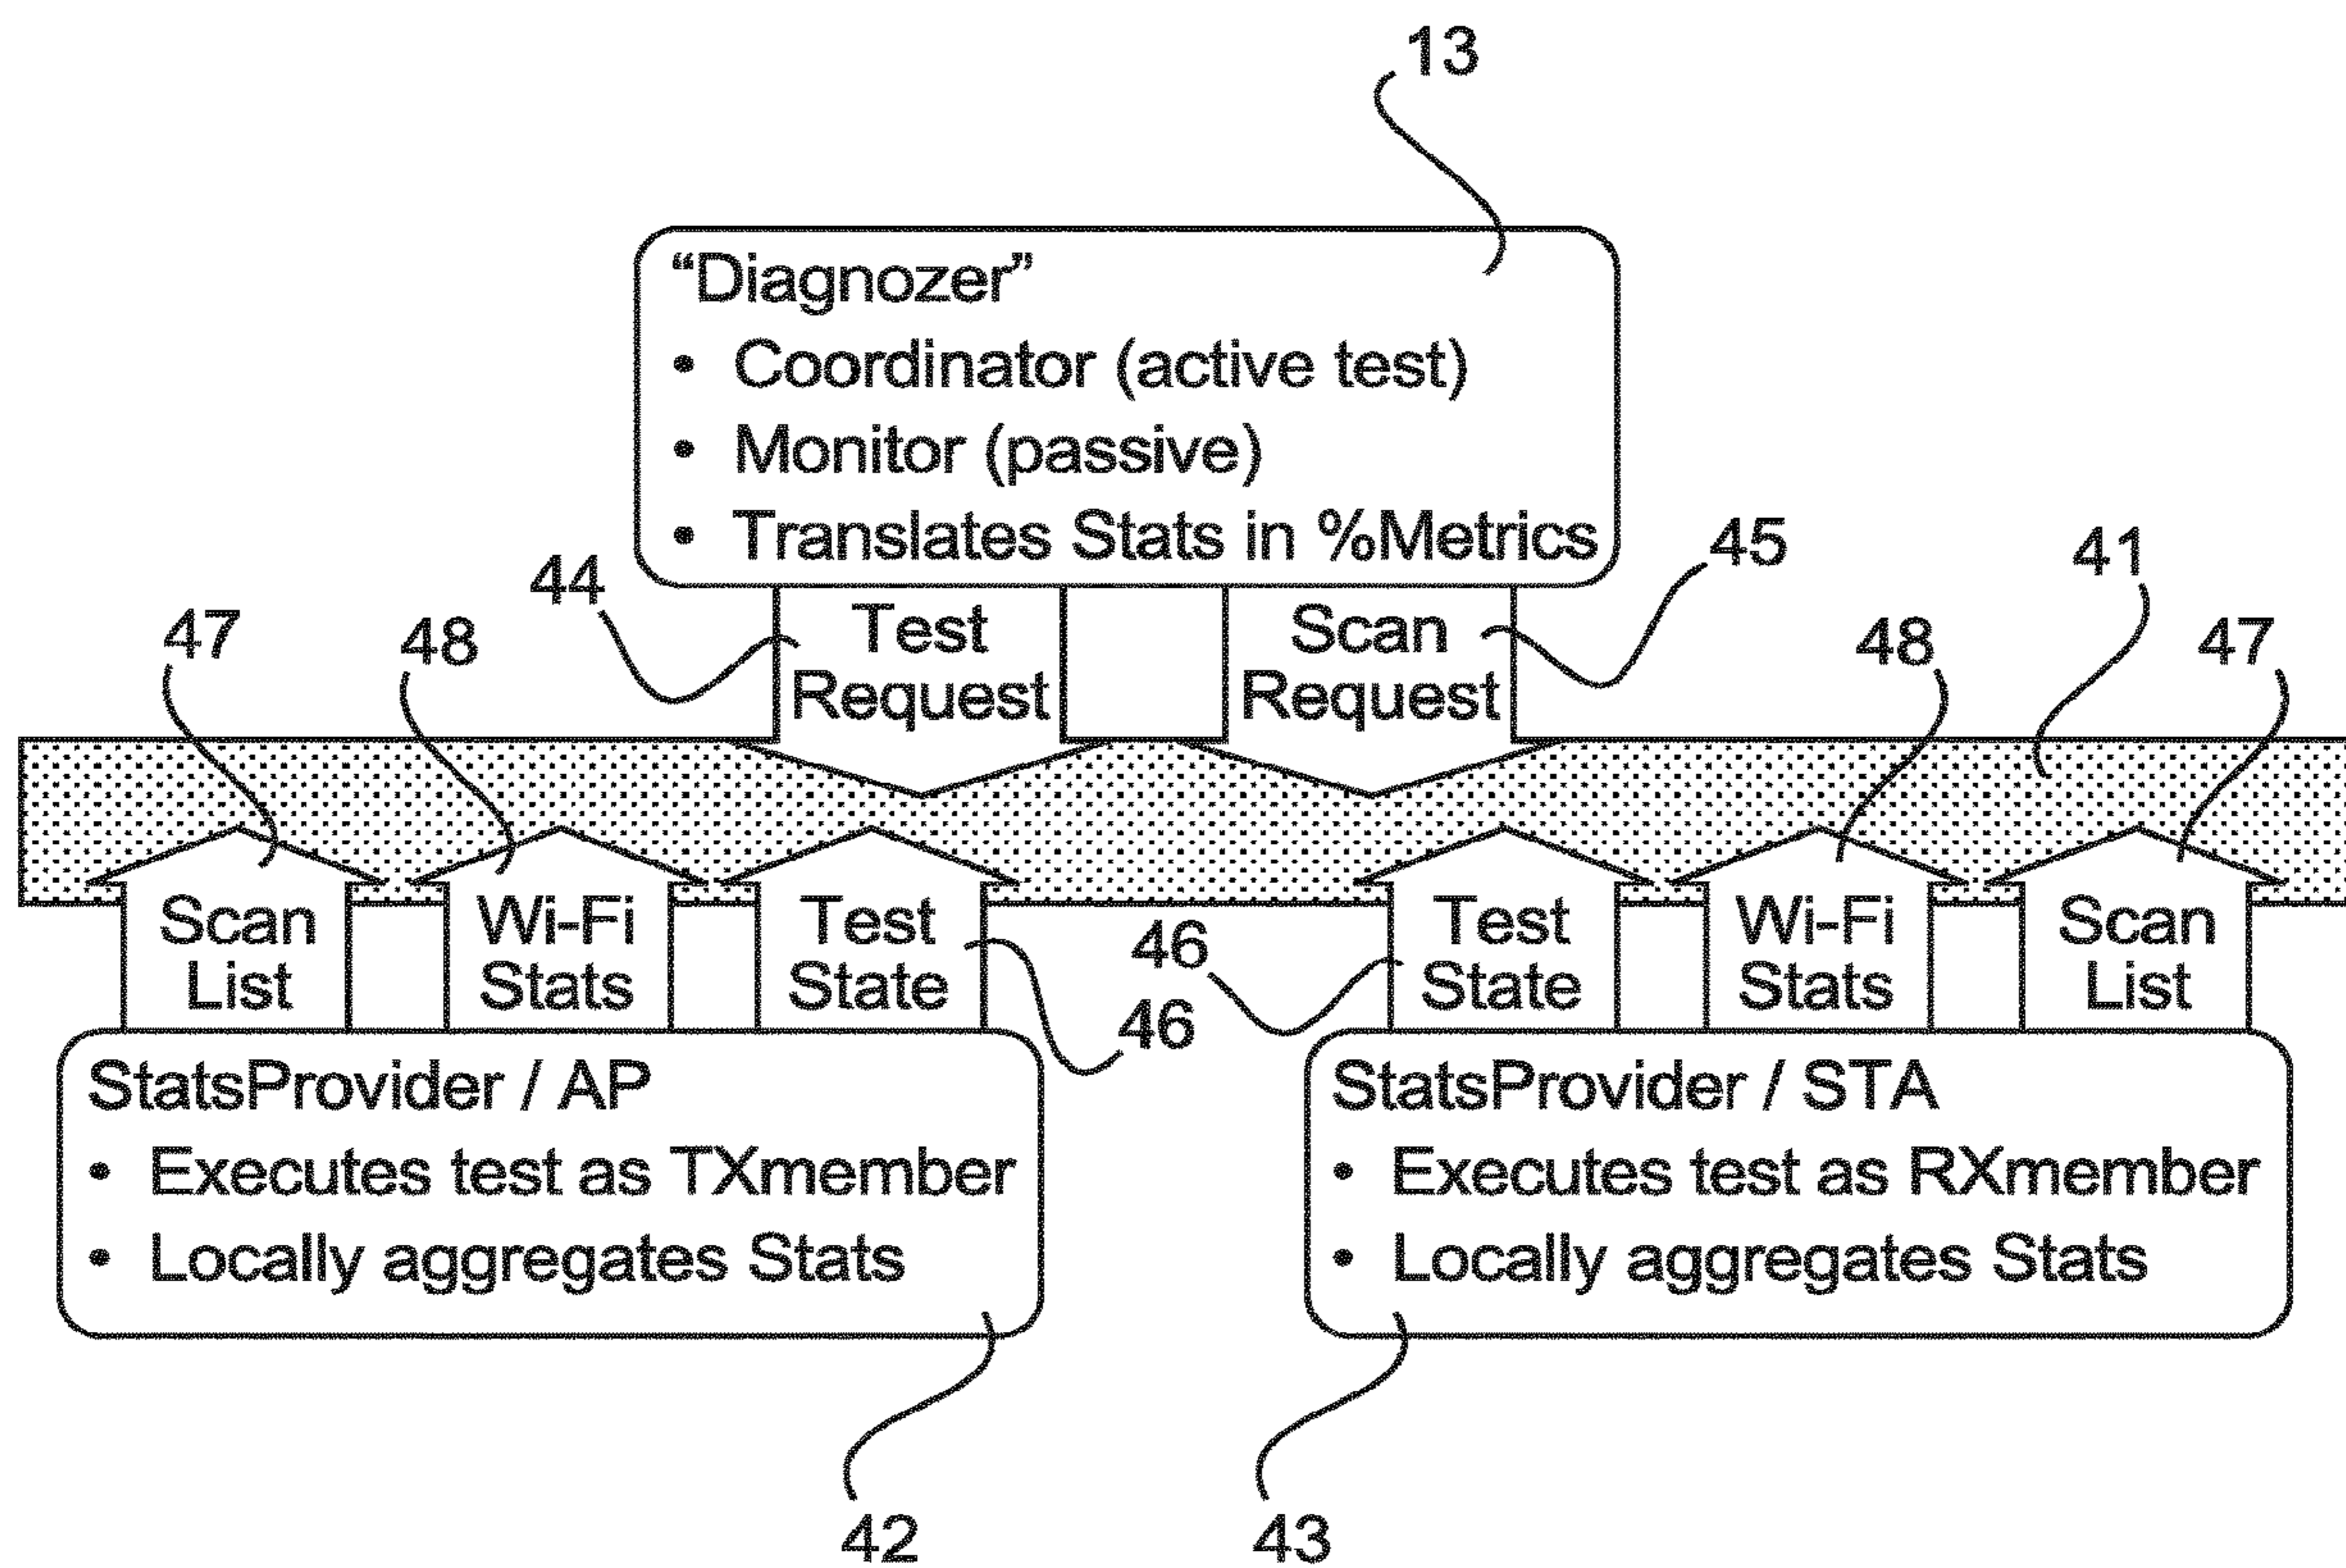 13
“Diagnozer”
• Coordinator (active test)
• Monitor (passive)
• Translates Stats in %Metrics
44
45
41
47
48
48
47
Test
Request
Scan
Request
Scan
List
Wi-Fi
Stats
Test
State
46
46
Test
State
Wi-Fi
Stats
Scan
List
StatsProvider / AP
• Executes test as TXmember
• Locally aggregates Stats
StatsProvider / STA
• Executes test as RXmember
• Locally aggregates Stats
42
43